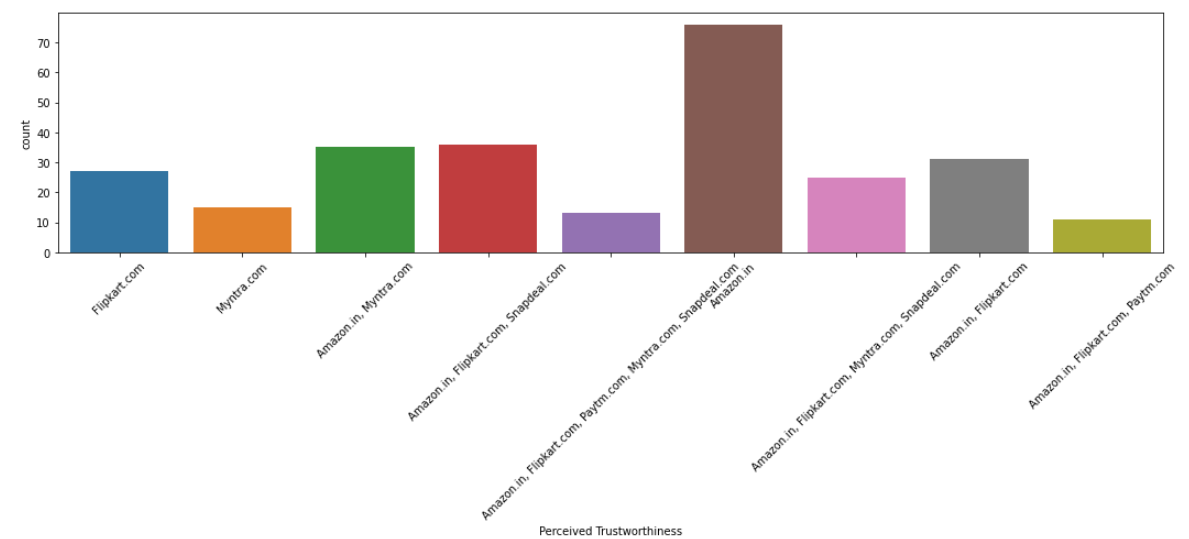 70
60
50
40
30
20
10
0
count
Flipkart.com
Myntra.com
Amazon.in, Myntra.com
Amazon.in, Flipkart.com, Snapdeal.com
Amazon.in, Flipkart.com, Paytm.com, Myntra.com, Snapdeal.com
Amazon.in
Amazon.in, Flipkart.com, Myntra.com, Snapdeal.com
Amazon.in, Flipkart.com
Amazon.in, Flipkart.com, Paytm.com
Perceived Trustworthiness